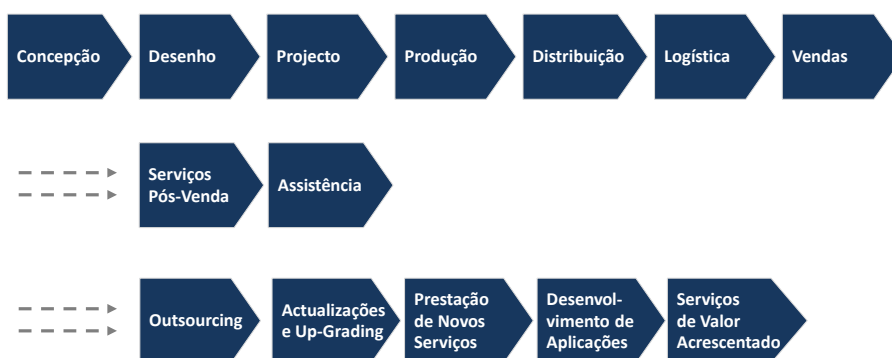 Concepção
Desenho
Projecto
Produção
Distribuição
Logística
Vendas
Serviços
Pós-Venda
Assistência
Outsourcing
Actualizações
e Up-Grading
Prestação
de Novos
Serviços
Desenvol-
vimento de
Aplicações
Serviços
de Valor
Acrescentado